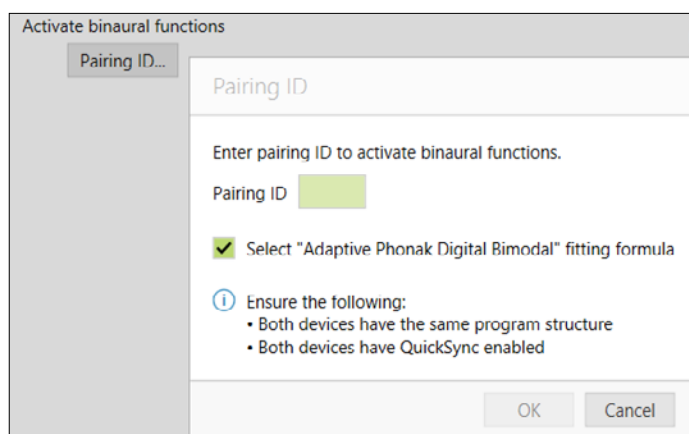 Activate binaural functions
Pairing ID...
Pairing ID
Enter pairing ID to activate binaural functions.
Pairing ID
Select "Adaptive Phonak Digital Bimodal" fitting formula
Ensure the following:
• Both devices have the same program structure
• Both devices have QuickSync enabled
OK Cancel